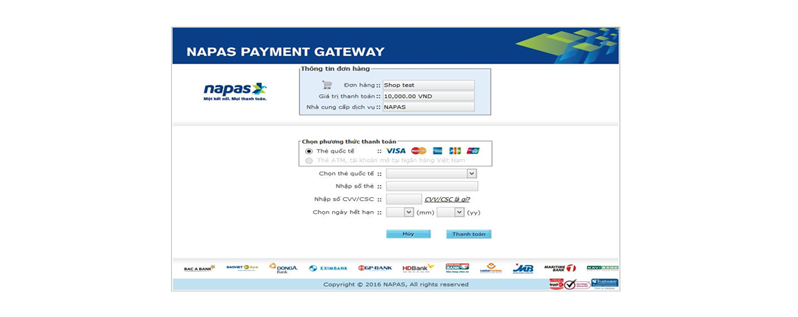 NAPAS PAYMENT GATEWAY
Thông tin đơn hàng
napas
Một kết nối. Mọi thanh toán.
Đơn hàng :: Shop test
Giá trị thanh toán :: 10,000.00 VND
Nhà cung cấp dịch vụ :: NAPAS
Chọn phương thức thanh toán
Thẻ quốc tế :: VISA
Thẻ ATM, tài khoản mở tại Ngân hàng Việt Nam
Chọn thẻ quốc tế ::
Nhập số thẻ ::
Nhập số CVV/CSC :: CVV/CSC là gì?
Chọn ngày hết hạn :: (mm) (yy)
Hủy Thanh toán
BAC A BANK DONGA Bank EXIMBANK GP-BANK HDBank MB MARITIME BANK
Copyright © 2016 NAPAS, All rights reserved